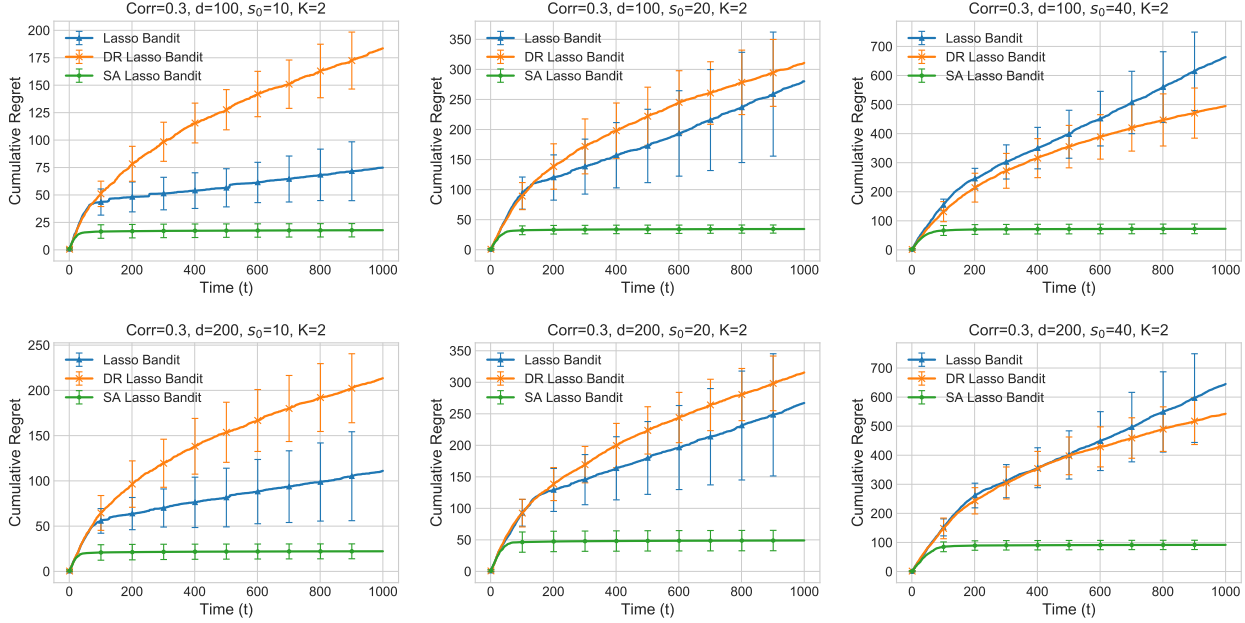 Corr=0.3, d=100, s₀=10, K=2
Cumulative Regret
200
175
150
125
100
75
50
25
0
Lasso Bandit
DR Lasso Bandit
SA Lasso Bandit
0 200 400 600 800 1000
Time (t)
Corr=0.3, d=100, s₀=20, K=2
Cumulative Regret
350
300
250
200
150
100
50
0
Lasso Bandit
DR Lasso Bandit
SA Lasso Bandit
0 200 400 600 800 1000
Time (t)
Corr=0.3, d=100, s₀=40, K=2
Cumulative Regret
700
600
500
400
300
200
100
0
Lasso Bandit
DR Lasso Bandit
SA Lasso Bandit
0 200 400 600 800 1000
Time (t)
Corr=0.3, d=200, s₀=10, K=2
Cumulative Regret
250
200
150
100
50
0
Lasso Bandit
DR Lasso Bandit
SA Lasso Bandit
0 200 400 600 800 1000
Time (t)
Corr=0.3, d=200, s₀=20, K=2
Cumulative Regret
350
300
250
200
150
100
50
0
Lasso Bandit
DR Lasso Bandit
SA Lasso Bandit
0 200 400 600 800 1000
Time (t)
Corr=0.3, d=200, s₀=40, K=2
Cumulative Regret
700
600
500
400
300
200
100
0
Lasso Bandit
DR Lasso Bandit
SA Lasso Bandit
0 200 400 600 800 1000
Time (t)